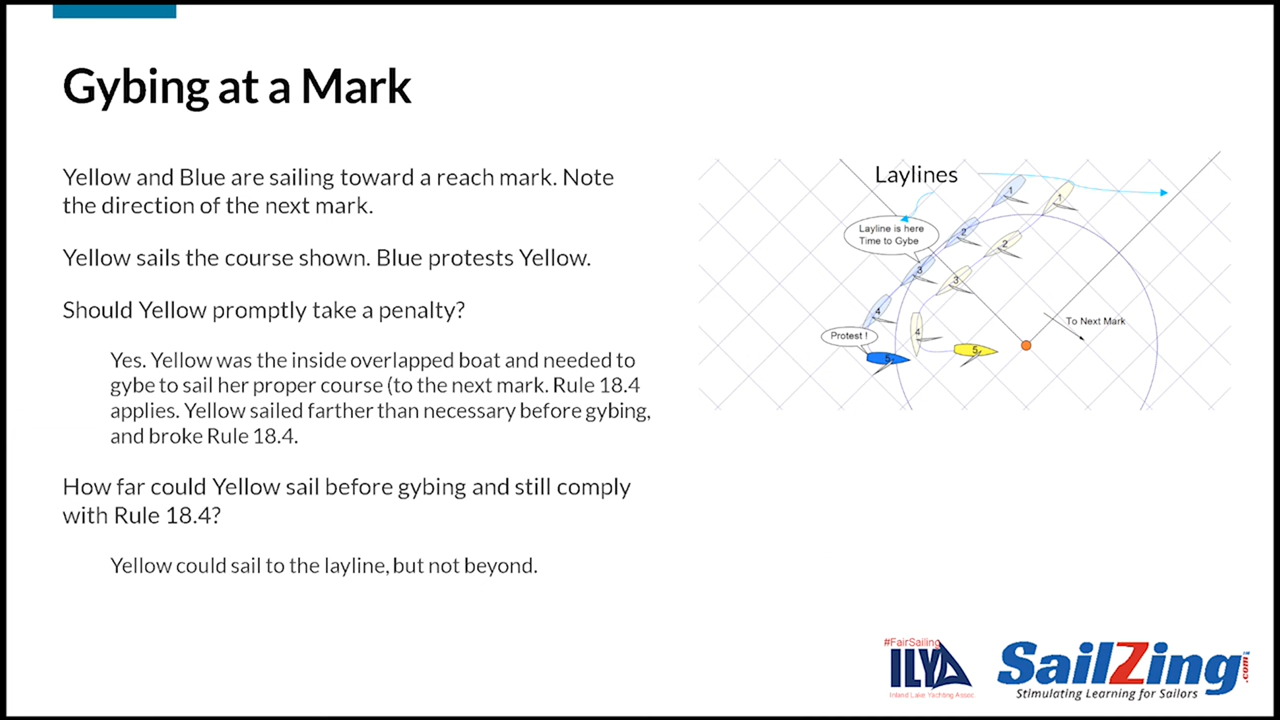 Gybing at a Mark
Yellow and Blue are sailing toward a reach mark. Note
the direction of the next mark.
Yellow sails the course shown. Blue protests Yellow.
Should Yellow promptly take a penalty?
Yes. Yellow was the inside overlapped boat and needed to
gybe to sail her proper course (to the next mark. Rule 18.4
applies. Yellow sailed farther than necessary before gybing,
and broke Rule 18.4.
How far could Yellow sail before gybing and still comply
with Rule 18.4?
Yellow could sail to the layline, but not beyond.
Laylines
1
1
Layline is here
Time to Gybe
2
2
3
3
4
4
To Next Mark
Protest !
5
5
#FairSailing
ILYA
Inland Lake Yachting Assoc.
SailZing.com
Stimulating Learning for Sailors